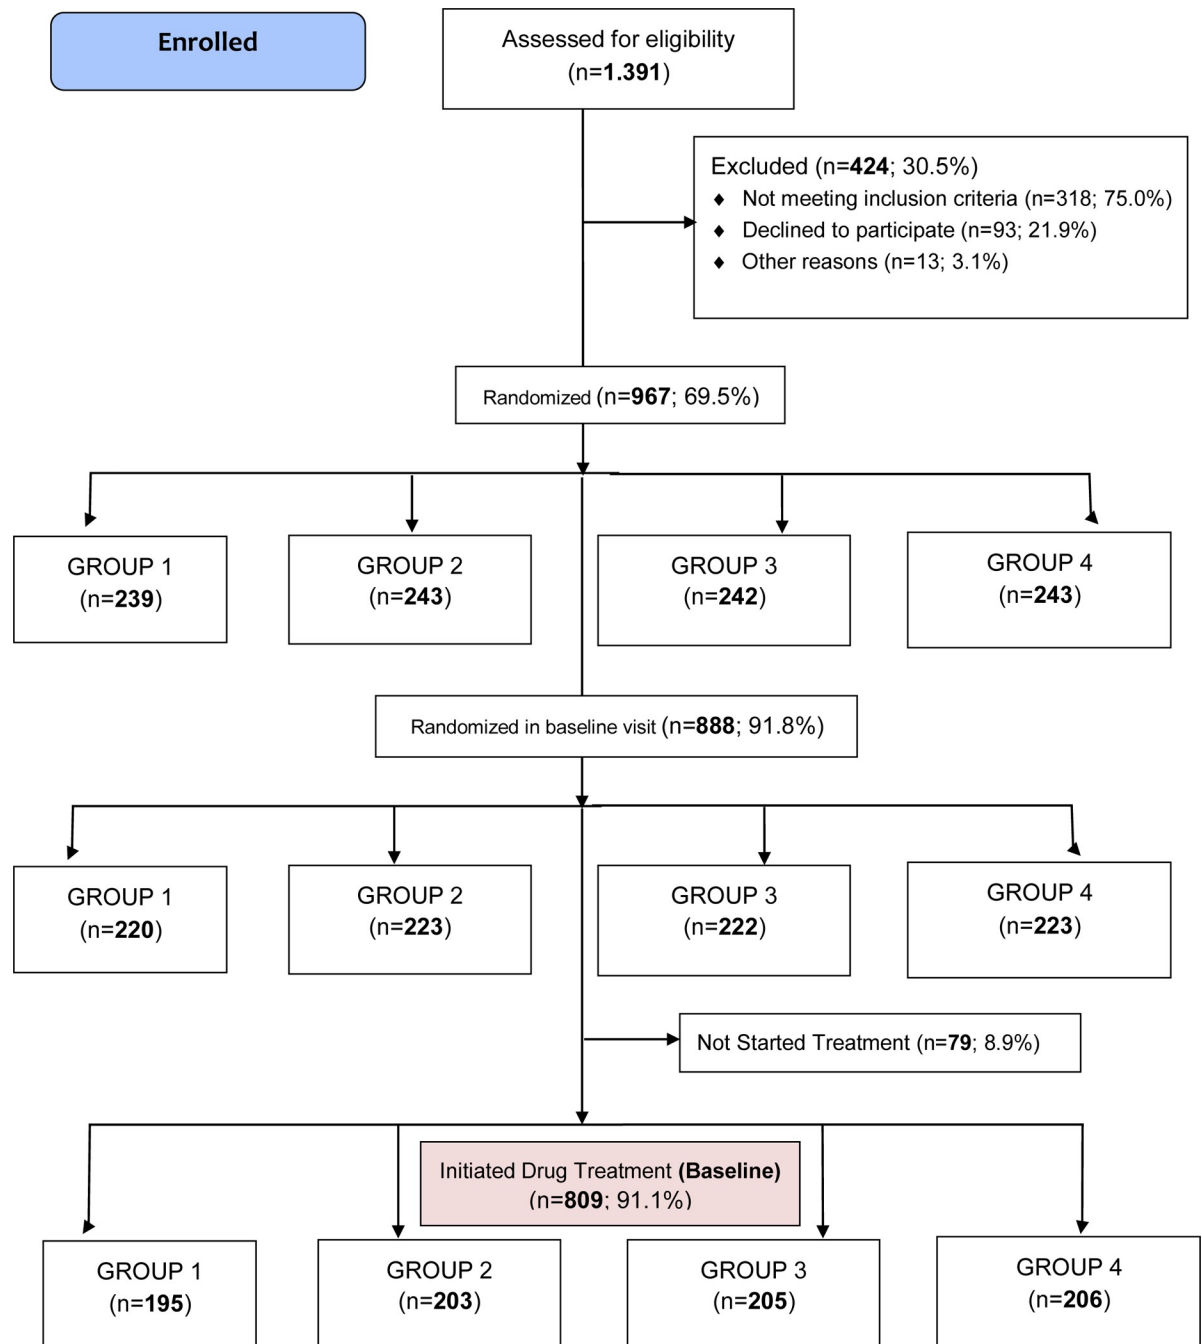 Enrolled
Assessed for eligibility
(n=1.391)
Excluded (n=424; 30.5%)
♦ Not meeting inclusion criteria (n=318; 75.0%)
♦ Declined to participate (n=93; 21.9%)
♦ Other reasons (n=13; 3.1%)
Randomized (n=967; 69.5%)
GROUP 1
(n=239)
GROUP 2
(n=243)
GROUP 3
(n=242)
GROUP 4
(n=243)
Randomized in baseline visit (n=888; 91.8%)
GROUP 1
(n=220)
GROUP 2
(n=223)
GROUP 3
(n=222)
GROUP 4
(n=223)
Not Started Treatment (n=79; 8.9%)
Initiated Drug Treatment (Baseline)
(n=809; 91.1%)
GROUP 1
(n=195)
GROUP 2
(n=203)
GROUP 3
(n=205)
GROUP 4
(n=206)